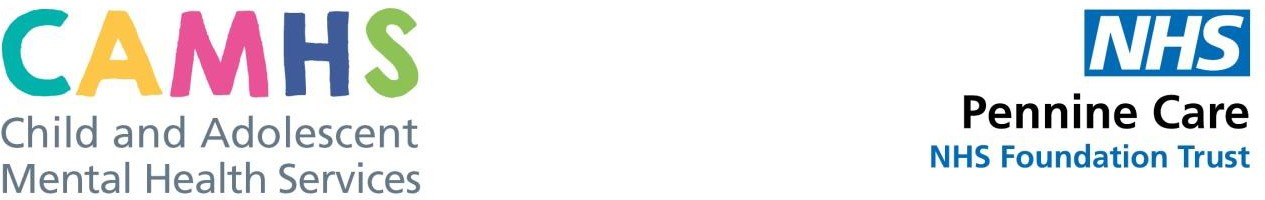 CAMHS
Child and Adolescent
Mental Health Services
NHS
Pennine Care
NHS Foundation Trust